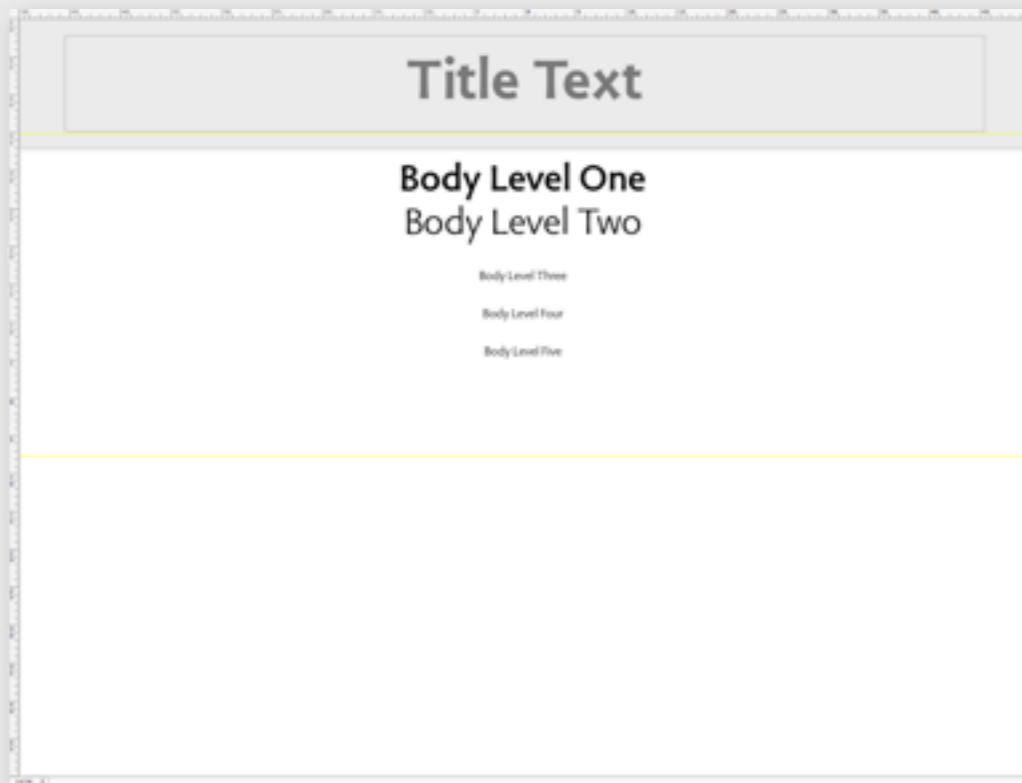 Title Text
Body Level One
Body Level Two
Body Level Three
Body Level Four
Body Level Five